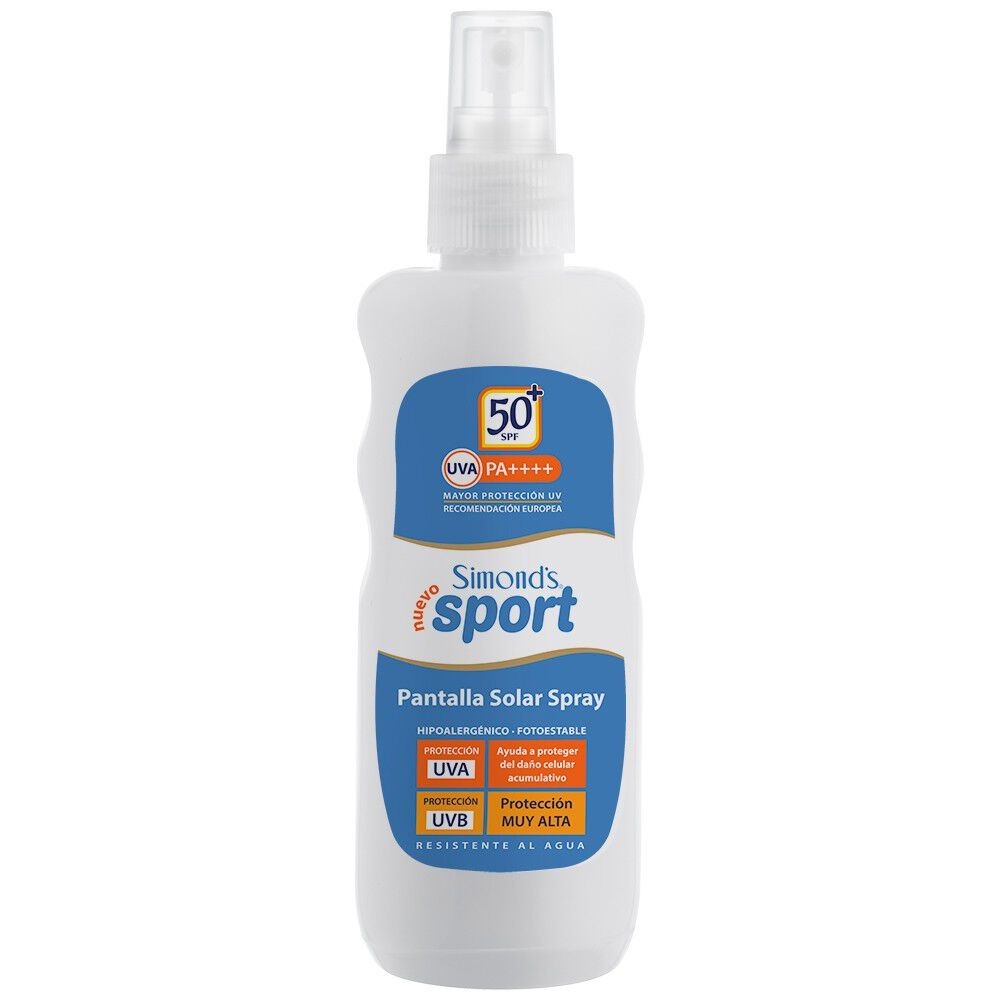 50+
SPF
UVA PA++++
MAYOR PROTECCIÓN UV
RECOMENDACIÓN EUROPEA
Simond's®
nuevo
sport
Pantalla Solar Spray
HIPOALERGÉNICO - FOTOESTABLE
PROTECCIÓN
UVA
Ayuda a proteger
del daño celular
acumulativo
PROTECCIÓN
UVB
Protección
MUY ALTA
RESISTENTE AL AGUA